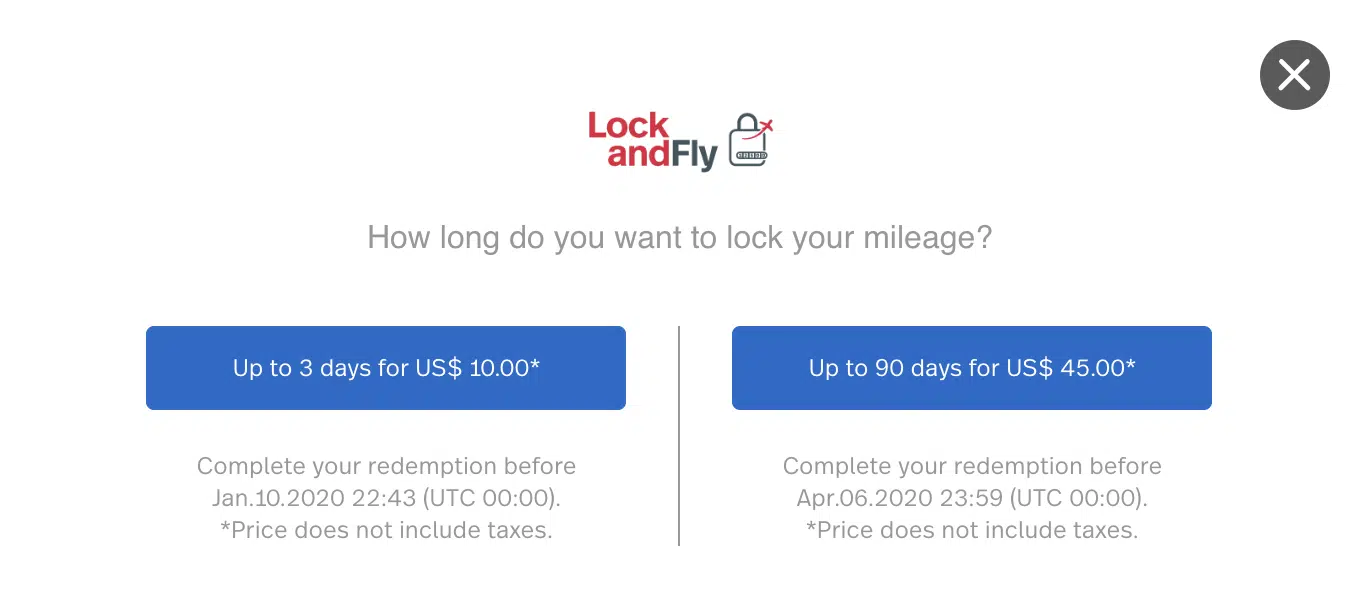 Lock
andFly
How long do you want to lock your mileage?
Up to 3 days for US$ 10.00*
Complete your redemption before
Jan.10.2020 22:43 (UTC 00:00).
*Price does not include taxes.
Up to 90 days for US$ 45.00*
Complete your redemption before
Apr.06.2020 23:59 (UTC 00:00).
*Price does not include taxes.